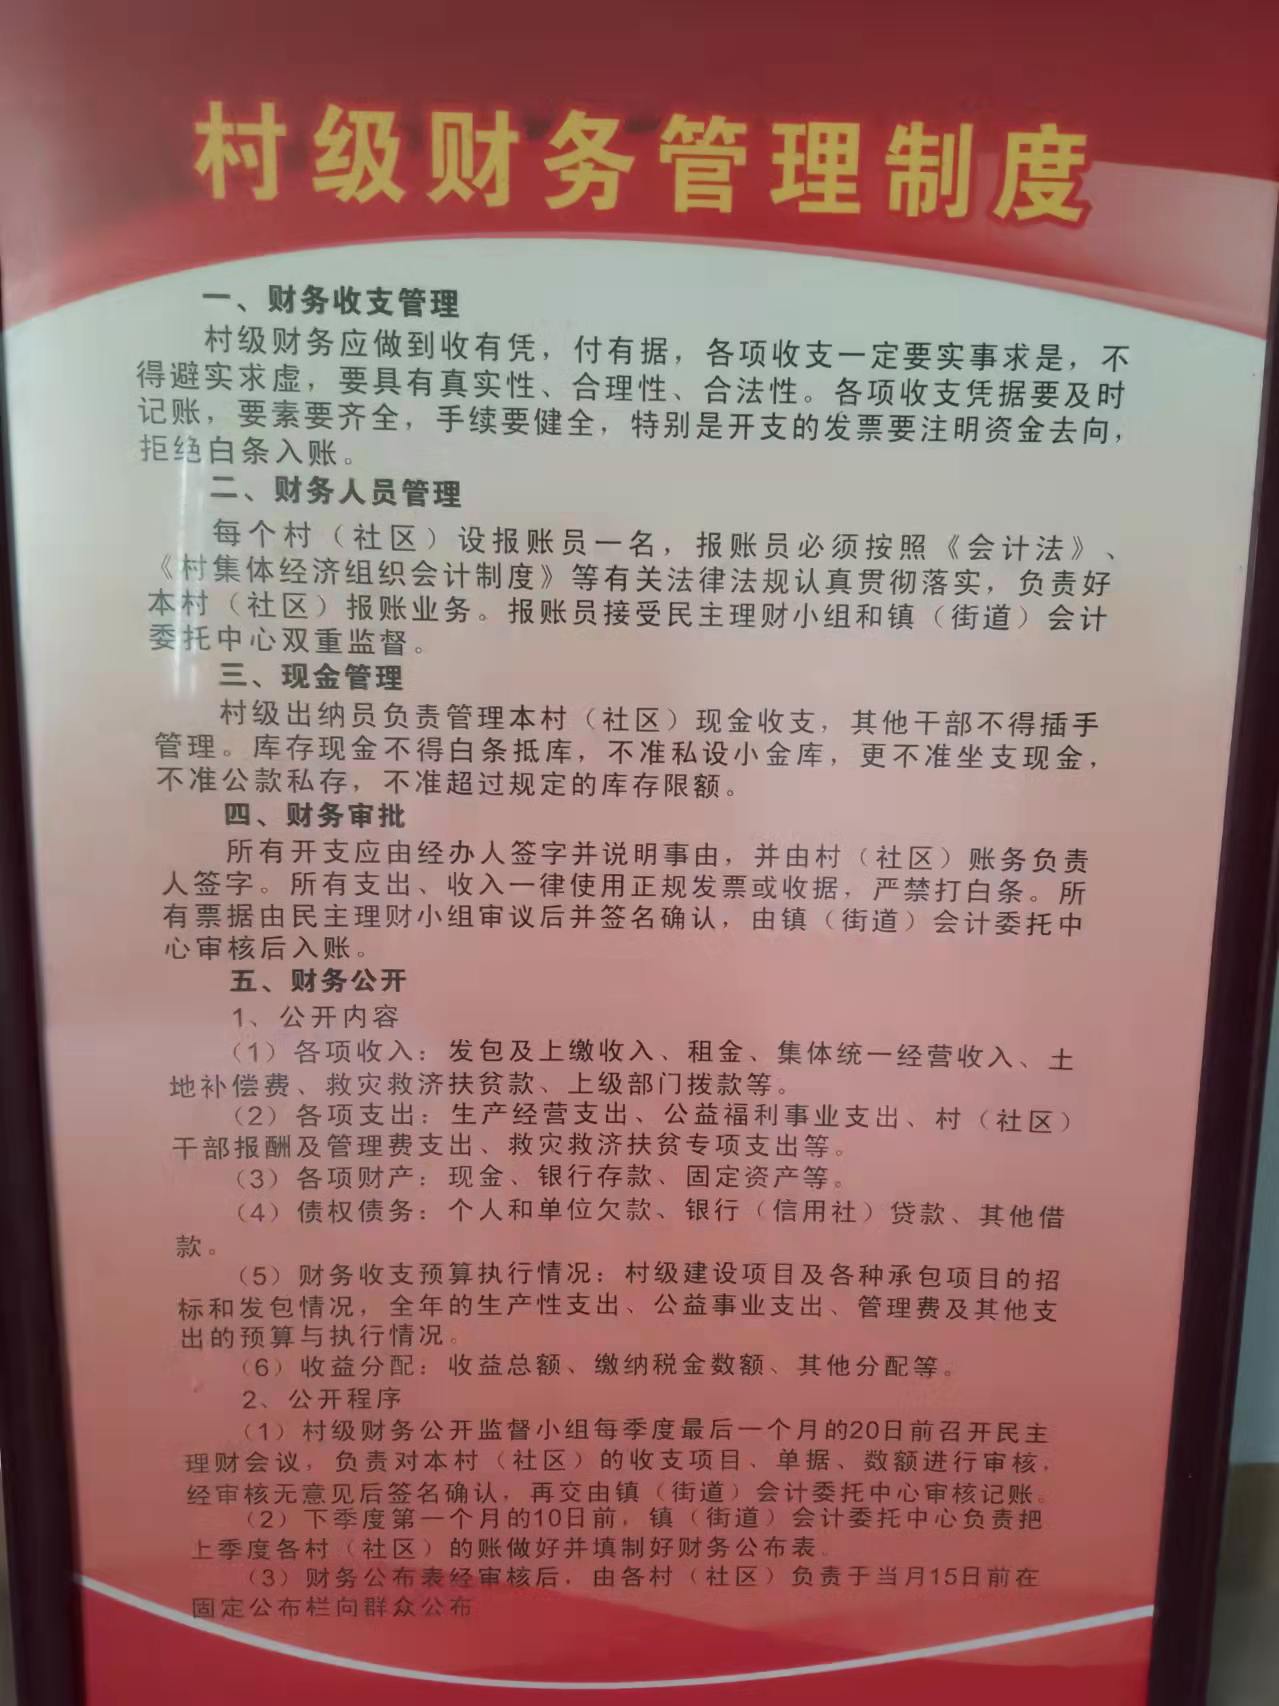 村级财务管理制度
一、财务收支管理
村级财务应做到收有凭，付有据，各项收支一定要实事求是，不
得避实求虚，要具有真实性、合理性、合法性。各项收支凭据要及时
记账，要素要齐全，手续要健全，特别是开支的发票要注明资金去向，
拒绝白条入账。
二、财务人员管理
每个村（社区）设报账员一名，报账员必须按照《会计法》、
《村集体经济组织会计制度》等有关法律法规认真贯彻落实，负责好
本村（社区）报账业务。报账员接受民主理财小组和镇（街道）会计
委托中心双重监督。
三、现金管理
村级出纳员负责管理本村（社区）现金收支，其他干部不得插手
管理。库存现金不得白条抵库，不准私设小金库，更不准坐支现金，
不准公款私存，不准超过规定的库存限额。
四、财务审批
所有开支应由经办人签字并说明事由，并由村（社区）账务负责
人签字。所有支出、收入一律使用正规发票或收据，严禁打白条。所
有票据由民主理财小组审议后并签名确认，由镇（街道）会计委托中
心审核后入账。
五、财务公开
1、公开内容
（1）各项收入：发包及上缴收入、租金、集体统一经营收入、土
地补偿费、救灾救济扶贫款、上级部门拨款等。
（2）各项支出：生产经营支出、公益福利事业支出、村（社区）
干部报酬及管理费支出、救灾救济扶贫专项支出等。
（3）各项财产：现金、银行存款、固定资产等。
（4）债权债务：个人和单位欠款、银行（信用社）贷款、其他借
款。
（5）财务收支预算执行情况：村级建设项目及各种承包项目的招
标和发包情况，全年的生产性支出、公益事业支出、管理费及其他支
出的预算与执行情况。
（6）收益分配：收益总额、缴纳税金数额、其他分配等。
2、公开程序
（1）村级财务公开监督小组每季度最后一个月的20日前召开民主
理财会议，负责对本村（社区）的收支项目、单据、数额进行审核，
经审核无意见后签名确认，再交由镇（街道）会计委托中心审核记账。
（2）下季度第一个月的10日前，镇（街道）会计委托中心负责把
上季度各村（社区）的账做好并填制好财务公布表。
（3）财务公布表经审核后，由各村（社区）负责于当月15日前在
固定公布栏向群众公布